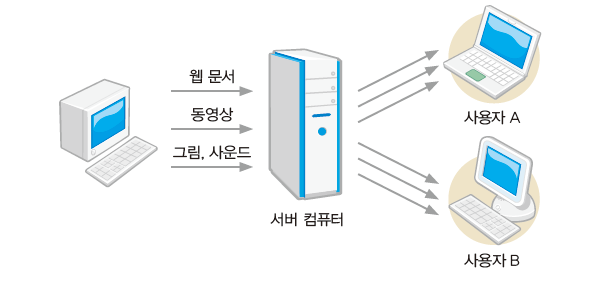 웹 문서
동영상
그림, 사운드
서버 컴퓨터
사용자 A
사용자 B